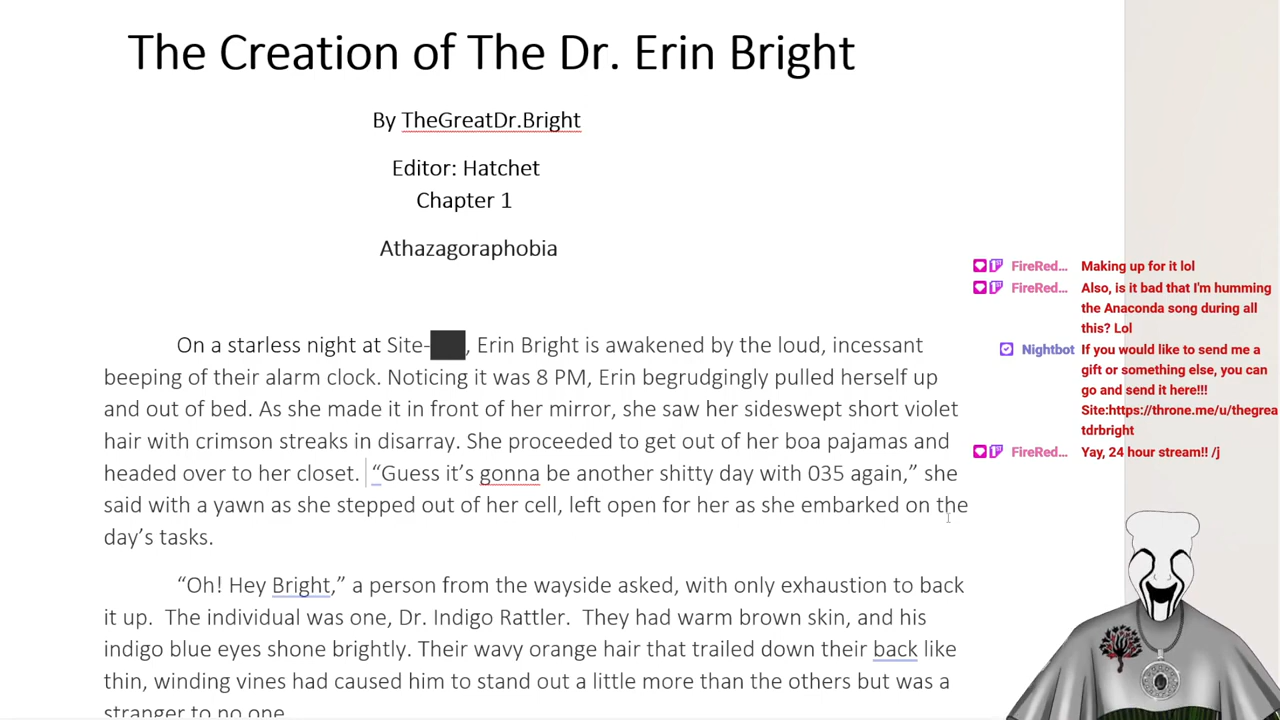 The Creation of The Dr. Erin Bright
By TheGreatDr.Bright
Editor: Hatchet
Chapter 1
Athazagoraphobia
On a starless night at Site-, Erin Bright is awakened by the loud, incessant
beeping of their alarm clock. Noticing it was 8 PM, Erin begrudgingly pulled herself up
and out of bed. As she made it in front of her mirror, she saw her sideswept short violet
hair with crimson streaks in disarray. She proceeded to get out of her boa pajamas and
headed over to her closet. “Guess it’s gonna be another shitty day with 035 again,” she
said with a yawn as she stepped out of her cell, left open for her as she embarked on the
day’s tasks.
“Oh! Hey Bright,” a person from the wayside asked, with only exhaustion to back
it up. The individual was one, Dr. Indigo Rattler. They had warm brown skin, and his
indigo blue eyes shone brightly. Their wavy orange hair that trailed down their back like
thin, winding vines had caused him to stand out a little more than the others but was a
stranger to no one.
FireRed... Making up for it lol
FireRed... Also, is it bad that I'm humming
the Anaconda song during all
this? Lol
Nightbot If you would like to send me a
gift or something else, you can
go and send it here!!!
Site:https://throne.me/u/thegrea
tdrbright
FireRed... Yay, 24 hour stream!! /j